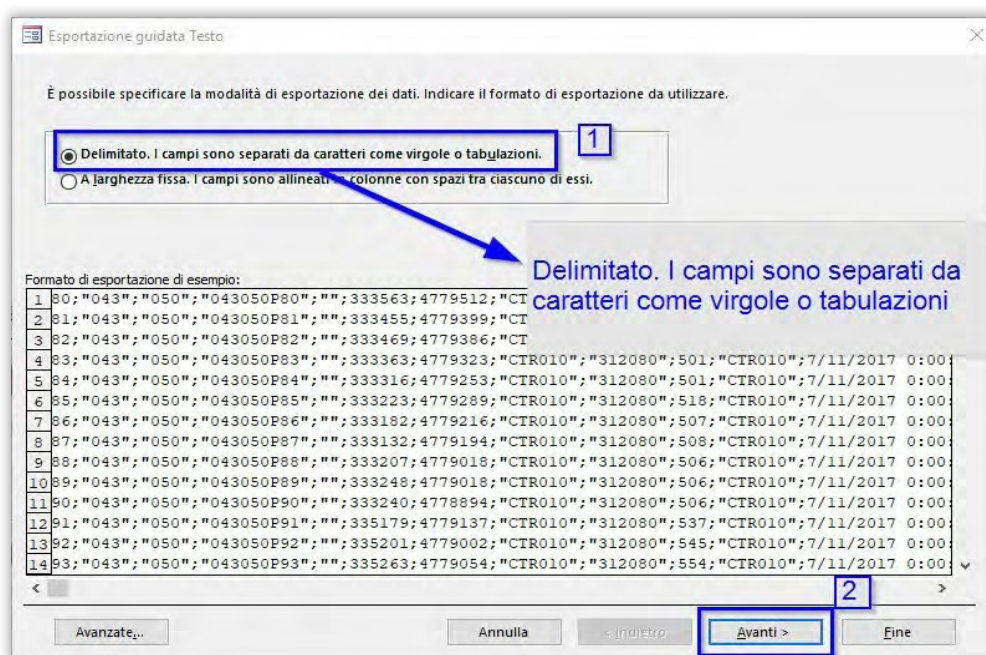 Esportazione guidata Testo
È possibile specificare la modalità di esportazione dei dati. Indicare il formato di esportazione da utilizzare.
1
Delimitato. I campi sono separati da caratteri come virgole o tabulazioni.
A larghezza fissa. I campi sono allineati in colonne con spazi tra ciascuno di essi.
Delimitato. I campi sono separati da
caratteri come virgole o tabulazioni
Formato di esportazione di esempio:
1 80;"043";"050";"043050P80";"";333563;4779512;"CT
2 81;"043";"050";"043050P81";"";333455;4779399;"CT
3 82;"043";"050";"043050P82";"";333469;4779386;"CT
4 83;"043";"050";"043050P83";"";333363;4779323;"CTR010";"312080";501;"CTR010";7/11/2017 0:00:
5 84;"043";"050";"043050P84";"";333316;4779253;"CTR010";"312080";501;"CTR010";7/11/2017 0:00:
6 85;"043";"050";"043050P85";"";333223;4779289;"CTR010";"312080";518;"CTR010";7/11/2017 0:00:
7 86;"043";"050";"043050P86";"";333182;4779216;"CTR010";"312080";507;"CTR010";7/11/2017 0:00:
8 87;"043";"050";"043050P87";"";333132;4779194;"CTR010";"312080";508;"CTR010";7/11/2017 0:00:
9 88;"043";"050";"043050P88";"";333207;4779018;"CTR010";"312080";506;"CTR010";7/11/2017 0:00:
10 89;"043";"050";"043050P89";"";333248;4779018;"CTR010";"312080";506;"CTR010";7/11/2017 0:00:
11 90;"043";"050";"043050P90";"";333240;4778894;"CTR010";"312080";506;"CTR010";7/11/2017 0:00:
12 91;"043";"050";"043050P91";"";335179;4779137;"CTR010";"312080";537;"CTR010";7/11/2017 0:00:
13 92;"043";"050";"043050P92";"";335201;4779002;"CTR010";"312080";545;"CTR010";7/11/2017 0:00:
14 93;"043";"050";"043050P93";"";335263;4779054;"CTR010";"312080";554;"CTR010";7/11/2017 0:00:
2
Avanzate... Annulla < Indietro Avanti > Fine